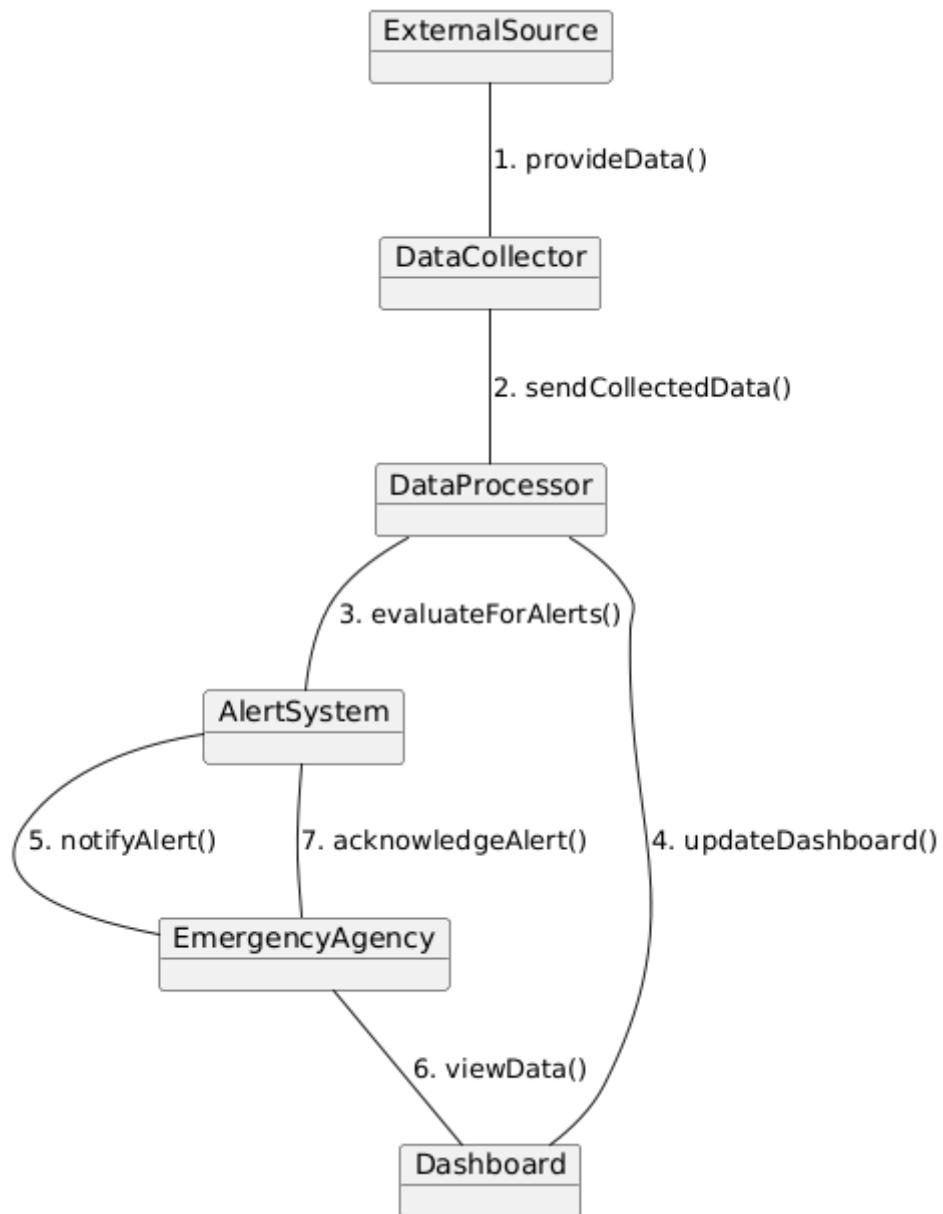 ExternalSource
1. provideData()
DataCollector
2. sendCollectedData()
DataProcessor
3. evaluateForAlerts()
AlertSystem
5. notifyAlert()
7. acknowledgeAlert()
4. updateDashboard()
EmergencyAgency
6. viewData()
Dashboard